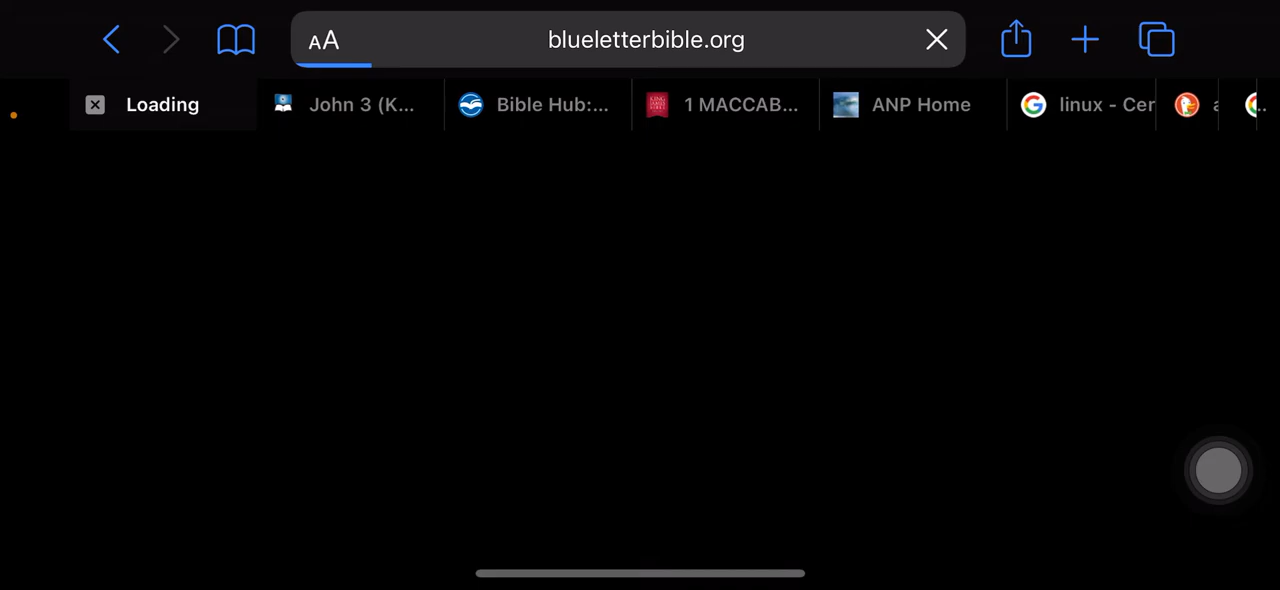 AA blueletterbible.org
Loading John 3 (K... Bible Hub:... 1 MACCAB... ANP Home linux - Cer